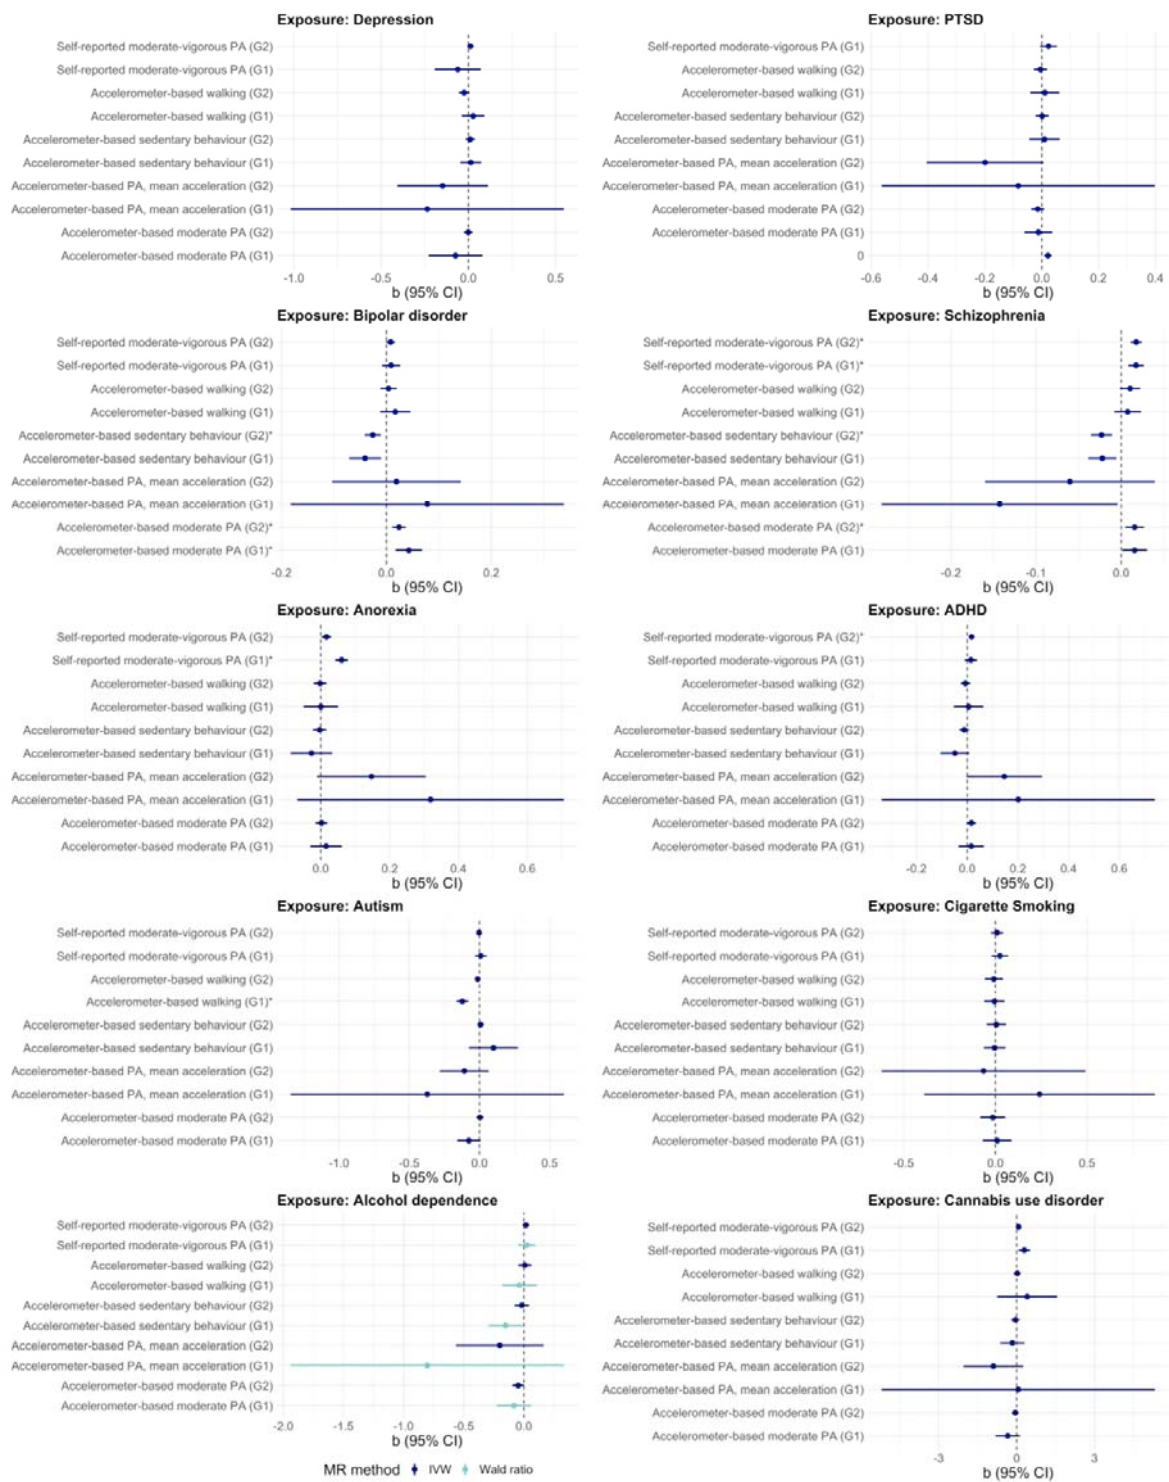 Exposure: Depression
Self-reported moderate-vigorous PA (G2)
Self-reported moderate-vigorous PA (G1)
Accelerometer-based walking (G2)
Accelerometer-based walking (G1)
Accelerometer-based sedentary behaviour (G2)
Accelerometer-based sedentary behaviour (G1)
Accelerometer-based PA, mean acceleration (G2)
Accelerometer-based PA, mean acceleration (G1)
Accelerometer-based moderate PA (G2)
Accelerometer-based moderate PA (G1)
-1.0 -0.5 0.0 0.5
b (95% CI)
Exposure: PTSD
Self-reported moderate-vigorous PA (G1)
Accelerometer-based walking (G2)
Accelerometer-based walking (G1)
Accelerometer-based sedentary behaviour (G2)
Accelerometer-based sedentary behaviour (G1)
Accelerometer-based PA, mean acceleration (G2)
Accelerometer-based PA, mean acceleration (G1)
Accelerometer-based moderate PA (G2)
Accelerometer-based moderate PA (G1)
0
-0.6 -0.4 -0.2 0.0 0.2 0.4
b (95% CI)
Exposure: Bipolar disorder
Self-reported moderate-vigorous PA (G2)
Self-reported moderate-vigorous PA (G1)
Accelerometer-based walking (G2)
Accelerometer-based walking (G1)
Accelerometer-based sedentary behaviour (G2)*
Accelerometer-based sedentary behaviour (G1)
Accelerometer-based PA, mean acceleration (G2)
Accelerometer-based PA, mean acceleration (G1)
Accelerometer-based moderate PA (G2)*
Accelerometer-based moderate PA (G1)*
-0.2 0.0 0.2
b (95% CI)
Exposure: Schizophrenia
Self-reported moderate-vigorous PA (G2)*
Self-reported moderate-vigorous PA (G1)*
Accelerometer-based walking (G2)
Accelerometer-based walking (G1)
Accelerometer-based sedentary behaviour (G2)*
Accelerometer-based sedentary behaviour (G1)
Accelerometer-based PA, mean acceleration (G2)
Accelerometer-based PA, mean acceleration (G1)
Accelerometer-based moderate PA (G2)*
Accelerometer-based moderate PA (G1)
-0.2 -0.1 0.0
b (95% CI)
Exposure: Anorexia
Self-reported moderate-vigorous PA (G2)
Self-reported moderate-vigorous PA (G1)*
Accelerometer-based walking (G2)
Accelerometer-based walking (G1)
Accelerometer-based sedentary behaviour (G2)
Accelerometer-based sedentary behaviour (G1)
Accelerometer-based PA, mean acceleration (G2)
Accelerometer-based PA, mean acceleration (G1)
Accelerometer-based moderate PA (G2)
Accelerometer-based moderate PA (G1)
0.0 0.2 0.4 0.6
b (95% CI)
Exposure: ADHD
Self-reported moderate-vigorous PA (G2)*
Self-reported moderate-vigorous PA (G1)
Accelerometer-based walking (G2)
Accelerometer-based walking (G1)
Accelerometer-based sedentary behaviour (G2)
Accelerometer-based sedentary behaviour (G1)
Accelerometer-based PA, mean acceleration (G2)
Accelerometer-based PA, mean acceleration (G1)
Accelerometer-based moderate PA (G2)
Accelerometer-based moderate PA (G1)
-0.2 0.0 0.2 0.4 0.6
b (95% CI)
Exposure: Autism
Self-reported moderate-vigorous PA (G2)
Self-reported moderate-vigorous PA (G1)
Accelerometer-based walking (G2)
Accelerometer-based walking (G1)*
Accelerometer-based sedentary behaviour (G2)
Accelerometer-based sedentary behaviour (G1)
Accelerometer-based PA, mean acceleration (G2)
Accelerometer-based PA, mean acceleration (G1)
Accelerometer-based moderate PA (G2)
Accelerometer-based moderate PA (G1)
-1.0 -0.5 0.0 0.5
b (95% CI)
Exposure: Cigarette Smoking
Self-reported moderate-vigorous PA (G2)
Self-reported moderate-vigorous PA (G1)
Accelerometer-based walking (G2)
Accelerometer-based walking (G1)
Accelerometer-based sedentary behaviour (G2)
Accelerometer-based sedentary behaviour (G1)
Accelerometer-based PA, mean acceleration (G2)
Accelerometer-based PA, mean acceleration (G1)
Accelerometer-based moderate PA (G2)
Accelerometer-based moderate PA (G1)
-0.5 0.0 0.5
b (95% CI)
Exposure: Alcohol dependence
Self-reported moderate-vigorous PA (G2)
Self-reported moderate-vigorous PA (G1)
Accelerometer-based walking (G2)
Accelerometer-based walking (G1)
Accelerometer-based sedentary behaviour (G2)
Accelerometer-based sedentary behaviour (G1)
Accelerometer-based PA, mean acceleration (G2)
Accelerometer-based PA, mean acceleration (G1)
Accelerometer-based moderate PA (G2)
Accelerometer-based moderate PA (G1)
-2.0 -1.5 -1.0 -0.5 0.0
b (95% CI)
Exposure: Cannabis use disorder
Self-reported moderate-vigorous PA (G2)
Self-reported moderate-vigorous PA (G1)
Accelerometer-based walking (G2)
Accelerometer-based walking (G1)
Accelerometer-based sedentary behaviour (G2)
Accelerometer-based sedentary behaviour (G1)
Accelerometer-based PA, mean acceleration (G2)
Accelerometer-based PA, mean acceleration (G1)
Accelerometer-based moderate PA (G2)
Accelerometer-based moderate PA (G1)
-3 0 3
b (95% CI)
MR method IVW Wald ratio